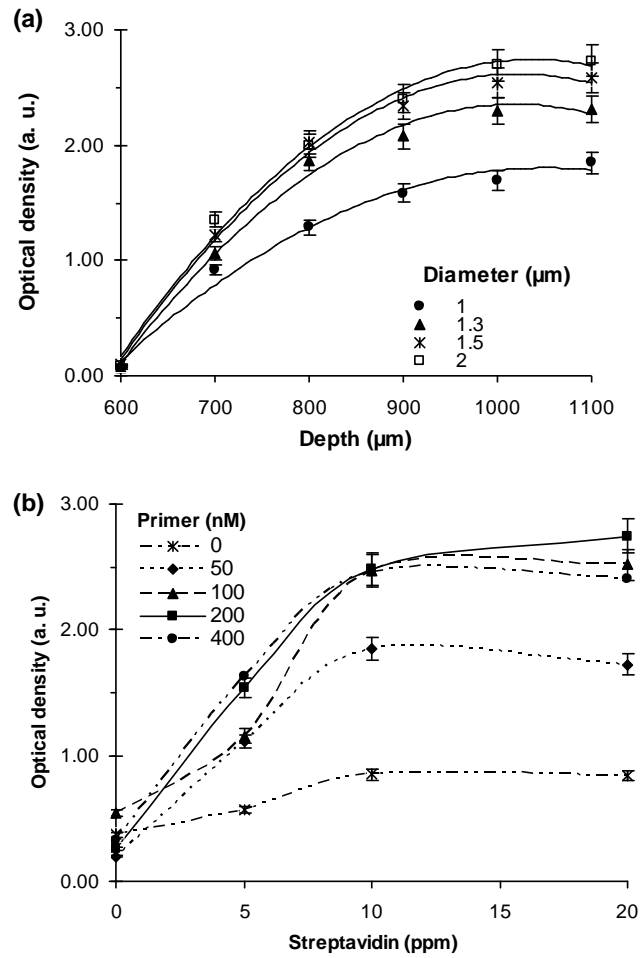 (a)
3.00
2.00
1.00
0.00
Optical density (a. u.)
600 700 800 900 1000 1100
Depth (µm)
Diameter (µm)
1
1.3
1.5
2
(b)
3.00
2.00
1.00
0.00
Optical density (a. u.)
Primer (nM)
0
50
100
200
400
0 5 10 15 20
Streptavidin (ppm)